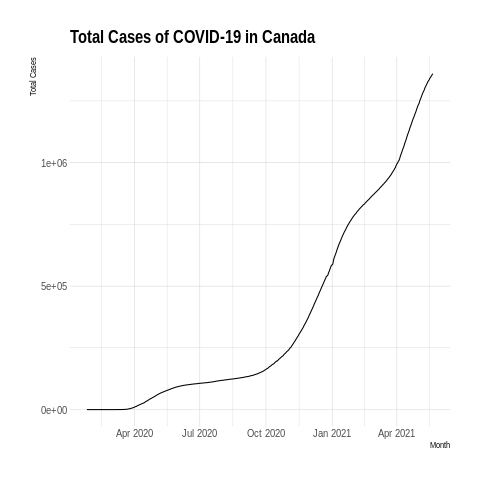 Total Cases of COVID-19 in Canada
Total Cases
1e+06
5e+05
0e+00
Apr 2020 Jul 2020 Oct 2020 Jan 2021 Apr 2021
Month